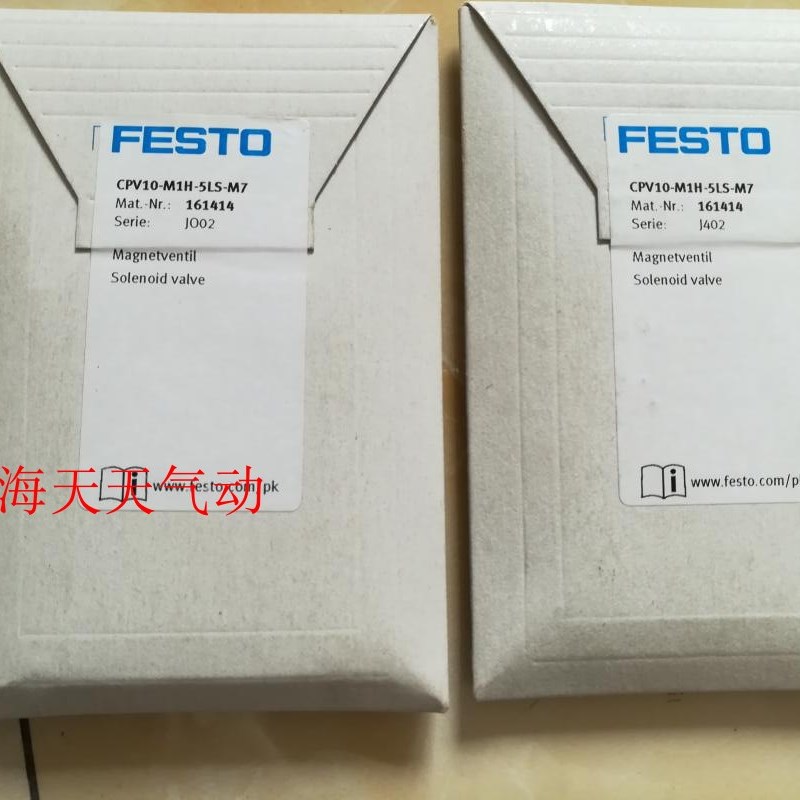 FESTO
CPV10-M1H-5LS-M7
Mat.-Nr.: 161414
Serie: JO02
Magnetventil
Solenoid valve
www.festo.com/pk
海天天气动
FESTO
CPV10-M1H-5LS-M7
Mat.-Nr.: 161414
Serie: J402
Magnetventil
Solenoid valve
www.festo.com/p